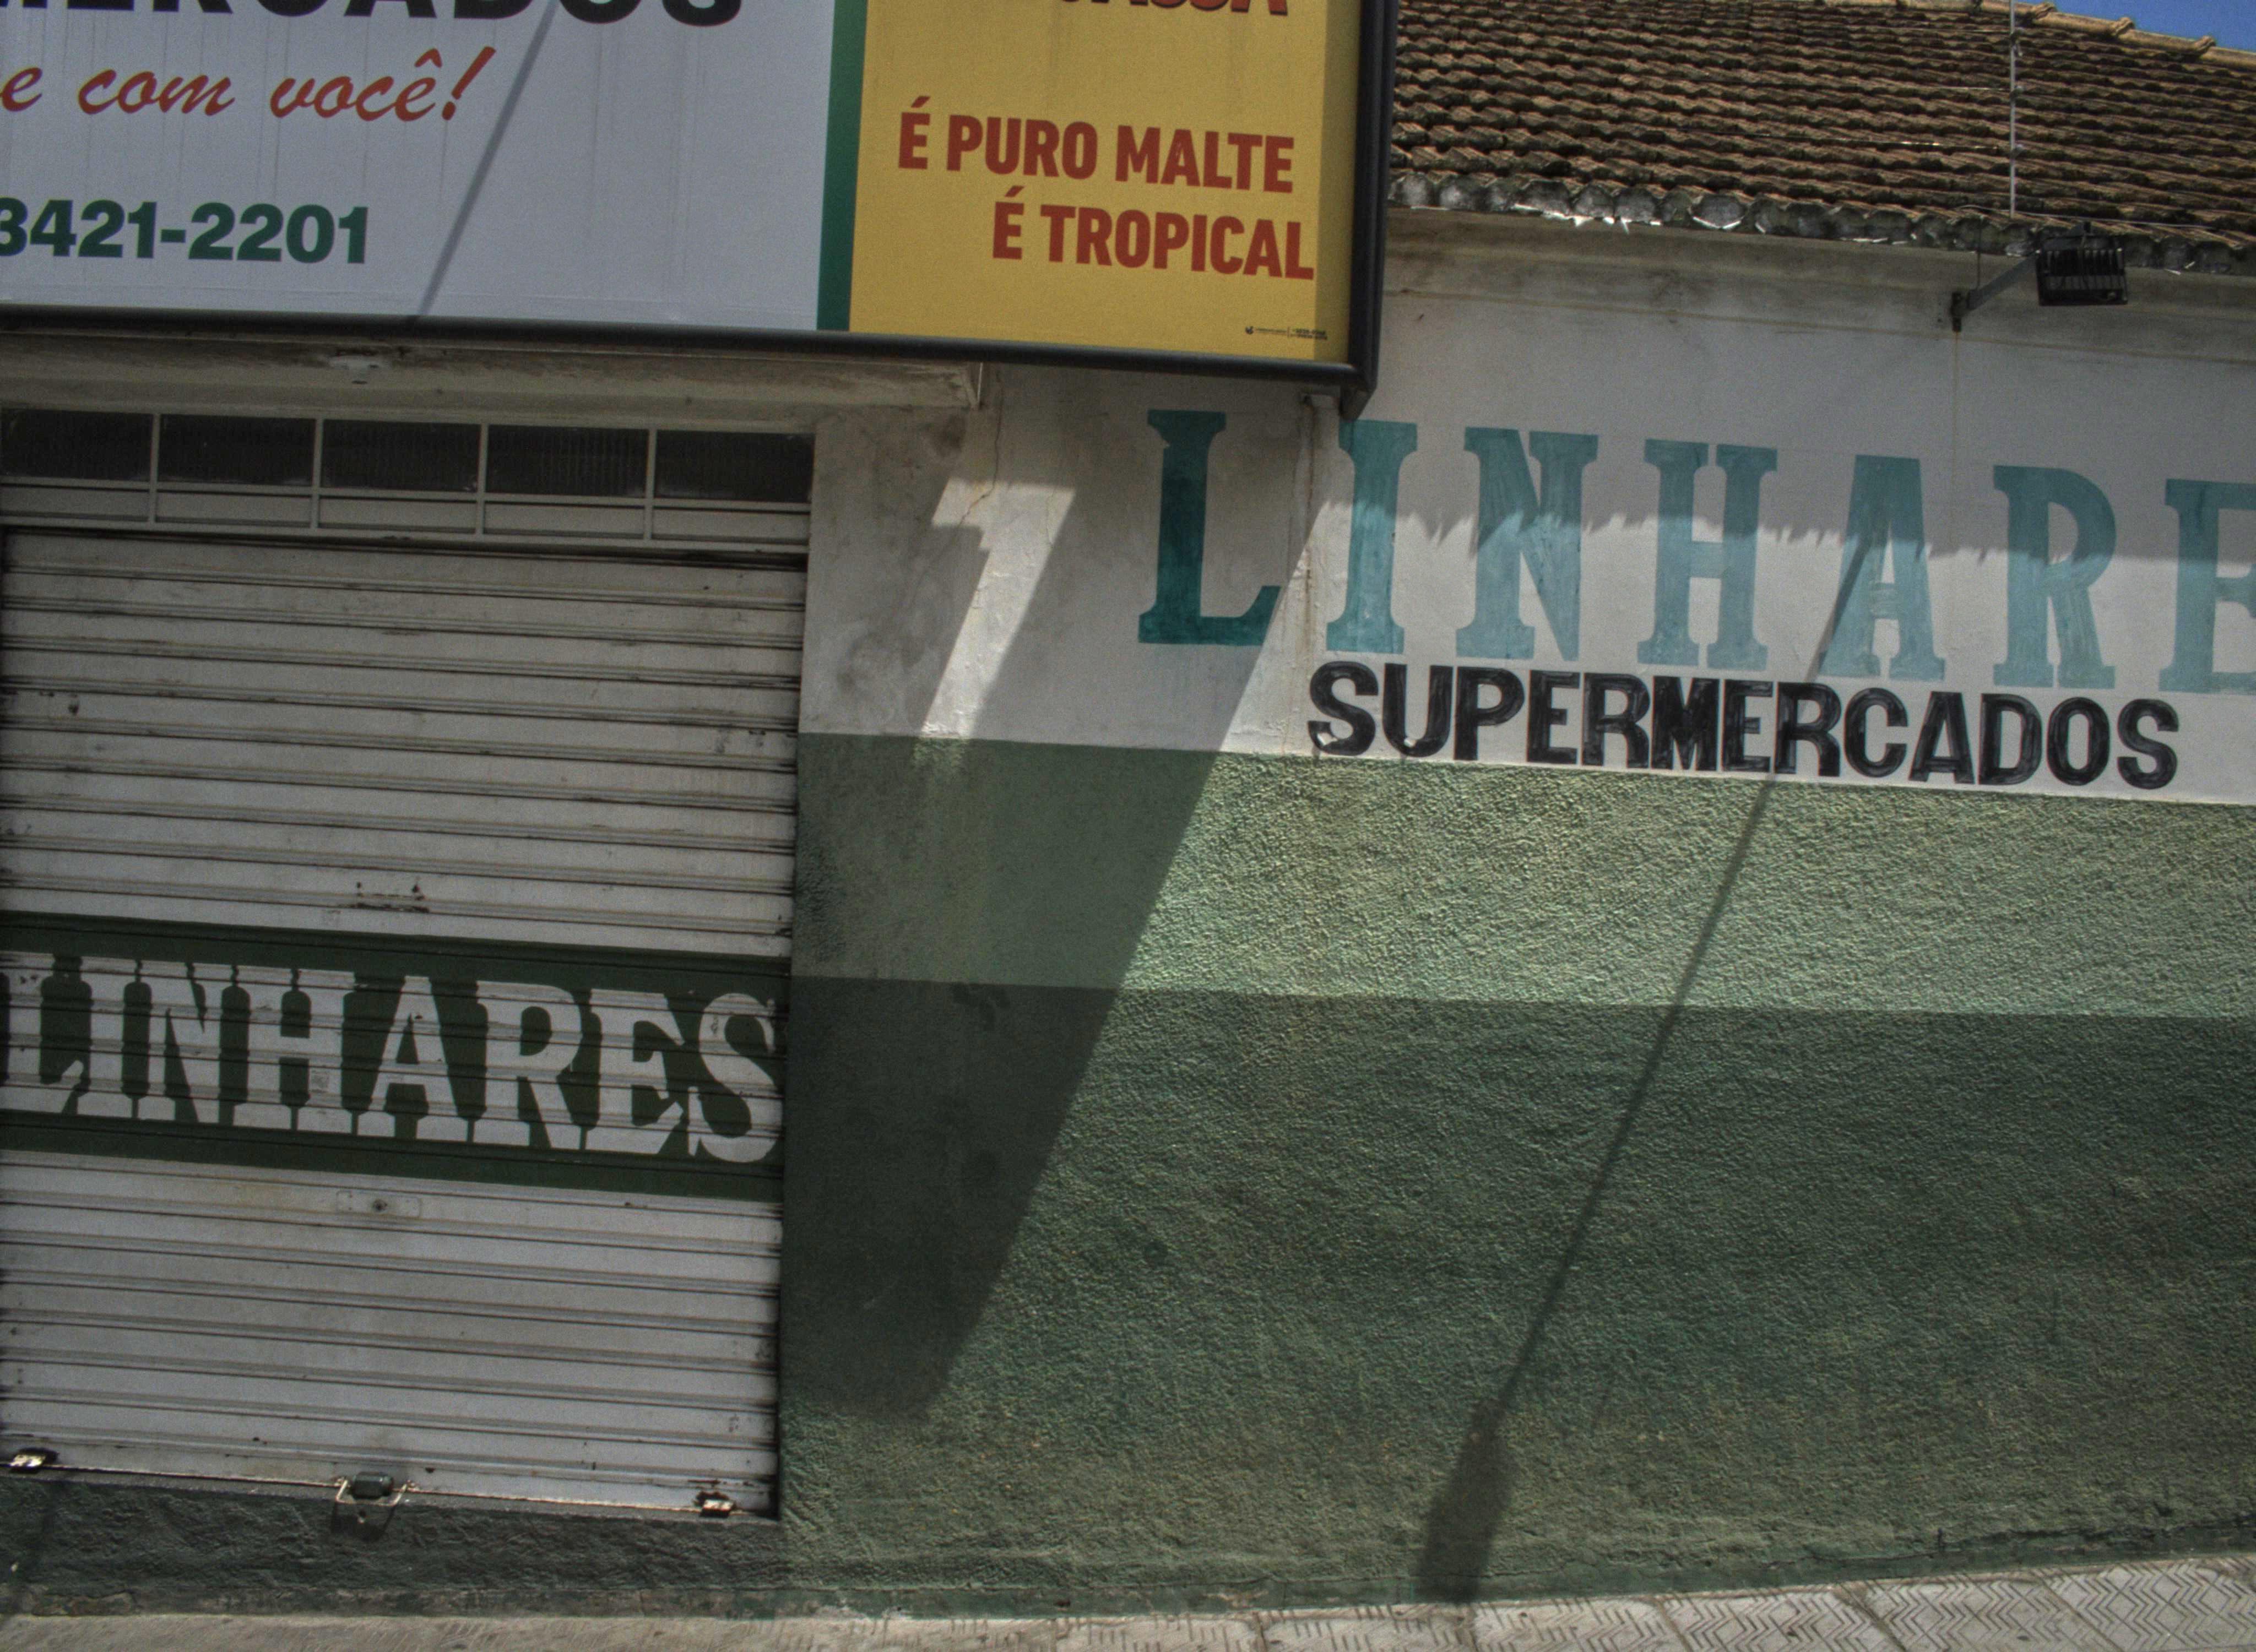 e com você!
3421-2201
É PURO MALTE
É TROPICAL
LINHARE
SUPERMERCADOS
LINHARES